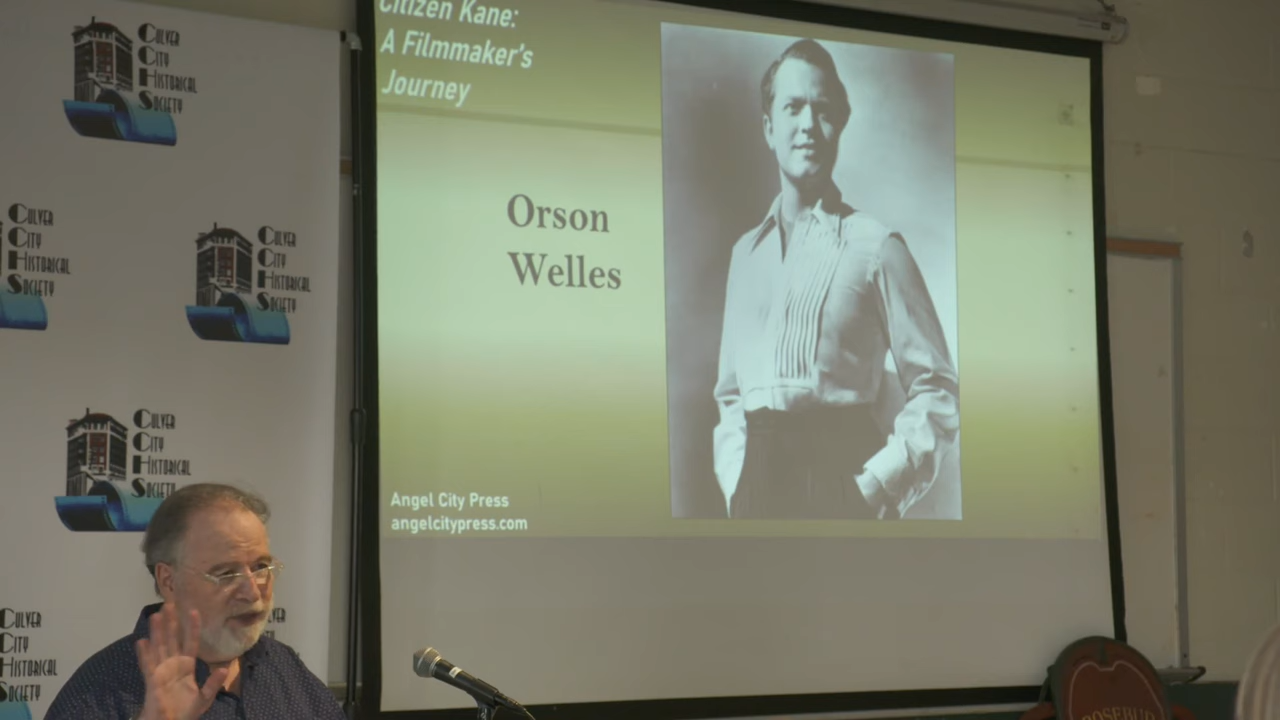 Culver
City
Historical
Society
Culver
City
Historical
Society
Culver
City
Historical
Society
Culver
City
Historical
Society
Culver
City
Historical
Society
Citizen Kane:
A Filmmaker's
Journey
Orson
Welles
Angel City Press
angelcitypress.com
ROSEBUD